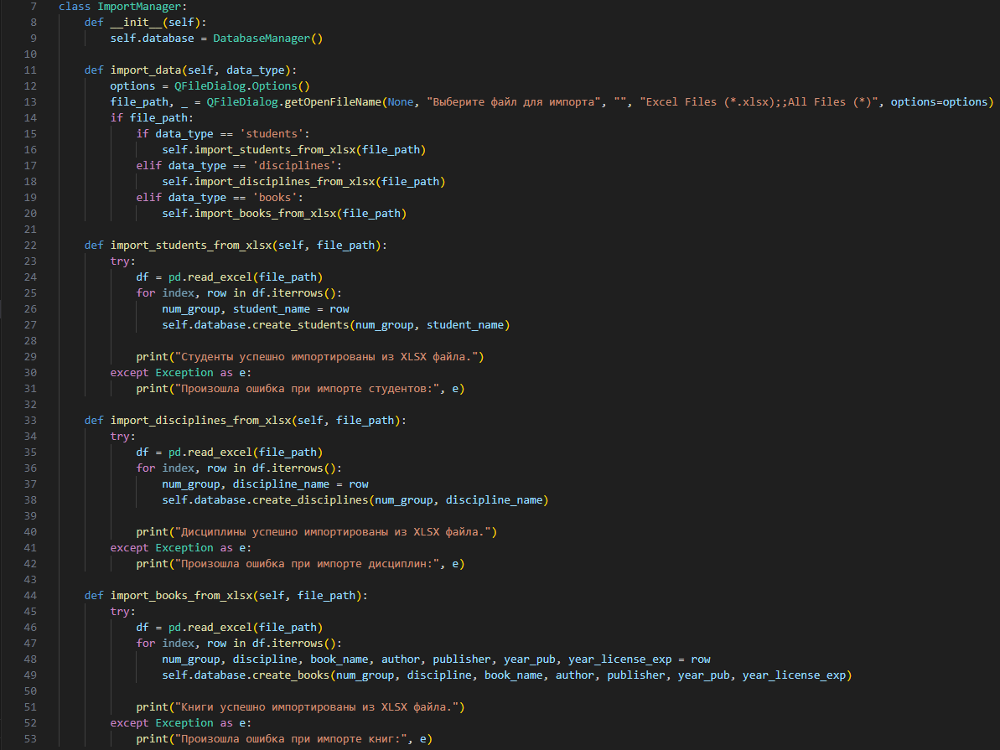 7 class ImportManager:
8     def __init__(self):
9         self.database = DatabaseManager()
10
11     def import_data(self, data_type):
12         options = QFileDialog.Options()
13         file_path, _ = QFileDialog.getOpenFileName(None, "Выберите файл для импорта", "", "Excel Files (*.xlsx);;All Files (*)", options=options)
14         if file_path:
15             if data_type == 'students':
16                 self.import_students_from_xlsx(file_path)
17             elif data_type == 'disciplines':
18                 self.import_disciplines_from_xlsx(file_path)
19             elif data_type == 'books':
20                 self.import_books_from_xlsx(file_path)
21
22     def import_students_from_xlsx(self, file_path):
23         try:
24             df = pd.read_excel(file_path)
25             for index, row in df.iterrows():
26                 num_group, student_name = row
27                 self.database.create_students(num_group, student_name)
28
29             print("Студенты успешно импортированы из XLSX файла.")
30         except Exception as e:
31             print("Произошла ошибка при импорте студентов:", e)
32
33     def import_disciplines_from_xlsx(self, file_path):
34         try:
35             df = pd.read_excel(file_path)
36             for index, row in df.iterrows():
37                 num_group, discipline_name = row
38                 self.database.create_disciplines(num_group, discipline_name)
39
40             print("Дисциплины успешно импортированы из XLSX файла.")
41         except Exception as e:
42             print("Произошла ошибка при импорте дисциплин:", e)
43
44     def import_books_from_xlsx(self, file_path):
45         try:
46             df = pd.read_excel(file_path)
47             for index, row in df.iterrows():
48                 num_group, discipline, book_name, author, publisher, year_pub, year_license_exp = row
49                 self.database.create_books(num_group, discipline, book_name, author, publisher, year_pub, year_license_exp)
50
51             print("Книги успешно импортированы из XLSX файла.")
52         except Exception as e:
53             print("Произошла ошибка при импорте книг:", e)